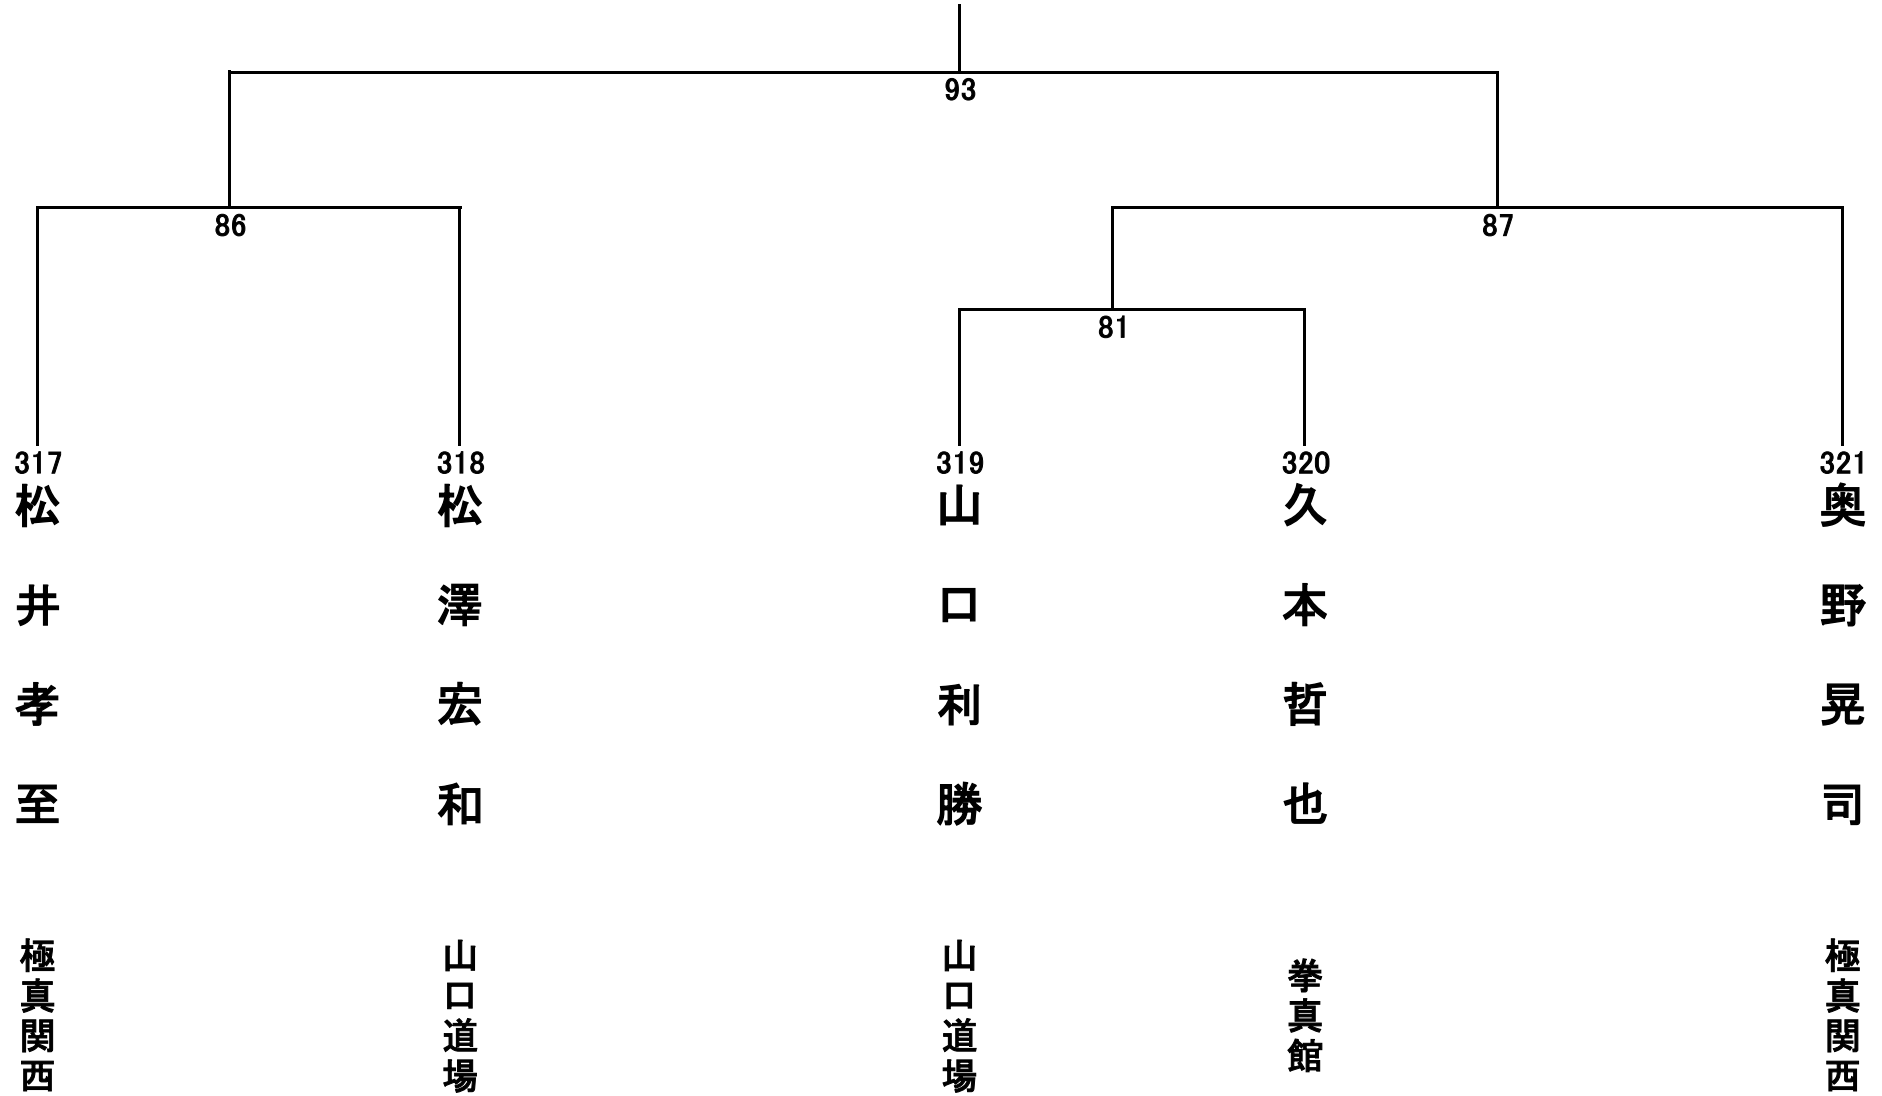 93
86
87
81
317
松井孝至
極真関西
318
松澤宏和
山口道場
319
山口利勝
山口道場
320
久本哲也
拳真館
321
奥野晃司
極真関西